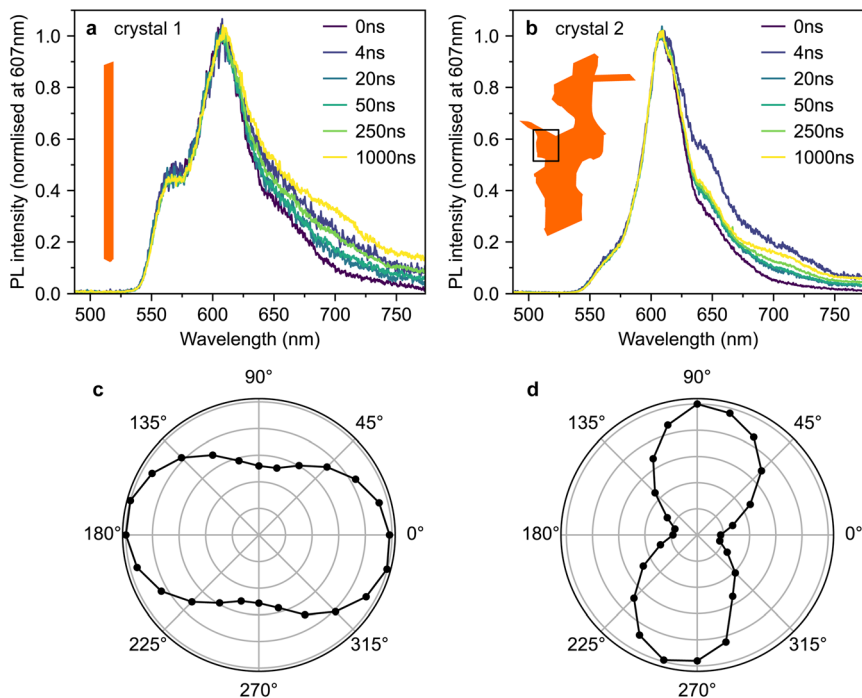 a crystal 1
0ns
4ns
20ns
50ns
250ns
1000ns
PL intensity (normlised at 607nm)
1.0
0.8
0.6
0.4
0.2
0.0
500 550 600 650 700 750
Wavelength (nm)
b crystal 2
0ns
4ns
20ns
50ns
250ns
1000ns
PL intensity (normlised at 607nm)
1.0
0.8
0.6
0.4
0.2
0.0
500 550 600 650 700 750
Wavelength (nm)
c
90°
135° 45°
180° 0°
225° 315°
270°
d
90°
135° 45°
180° 0°
225° 315°
270°